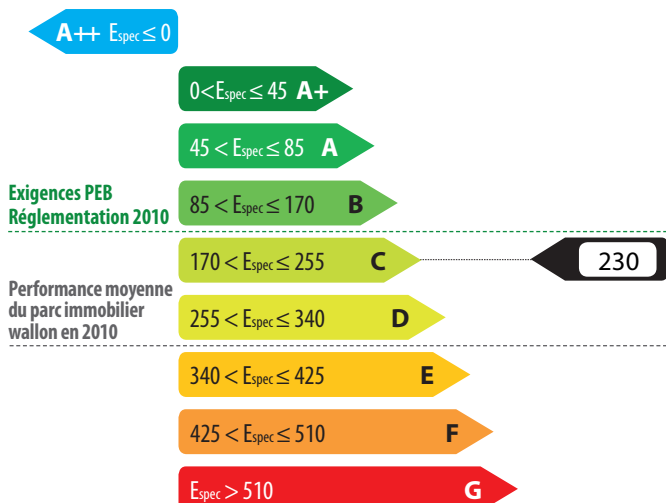 A++ Espec ≤ 0
0<Espec ≤ 45 A+
45 < Espec ≤ 85 A
Exigences PEB
Réglementation 2010
85 < Espec ≤ 170 B
170 < Espec ≤ 255 C
230
Performance moyenne
du parc immobilier
wallon en 2010
255 < Espec ≤ 340 D
340 < Espec ≤ 425 E
425 < Espec ≤ 510 F
Espec > 510 G